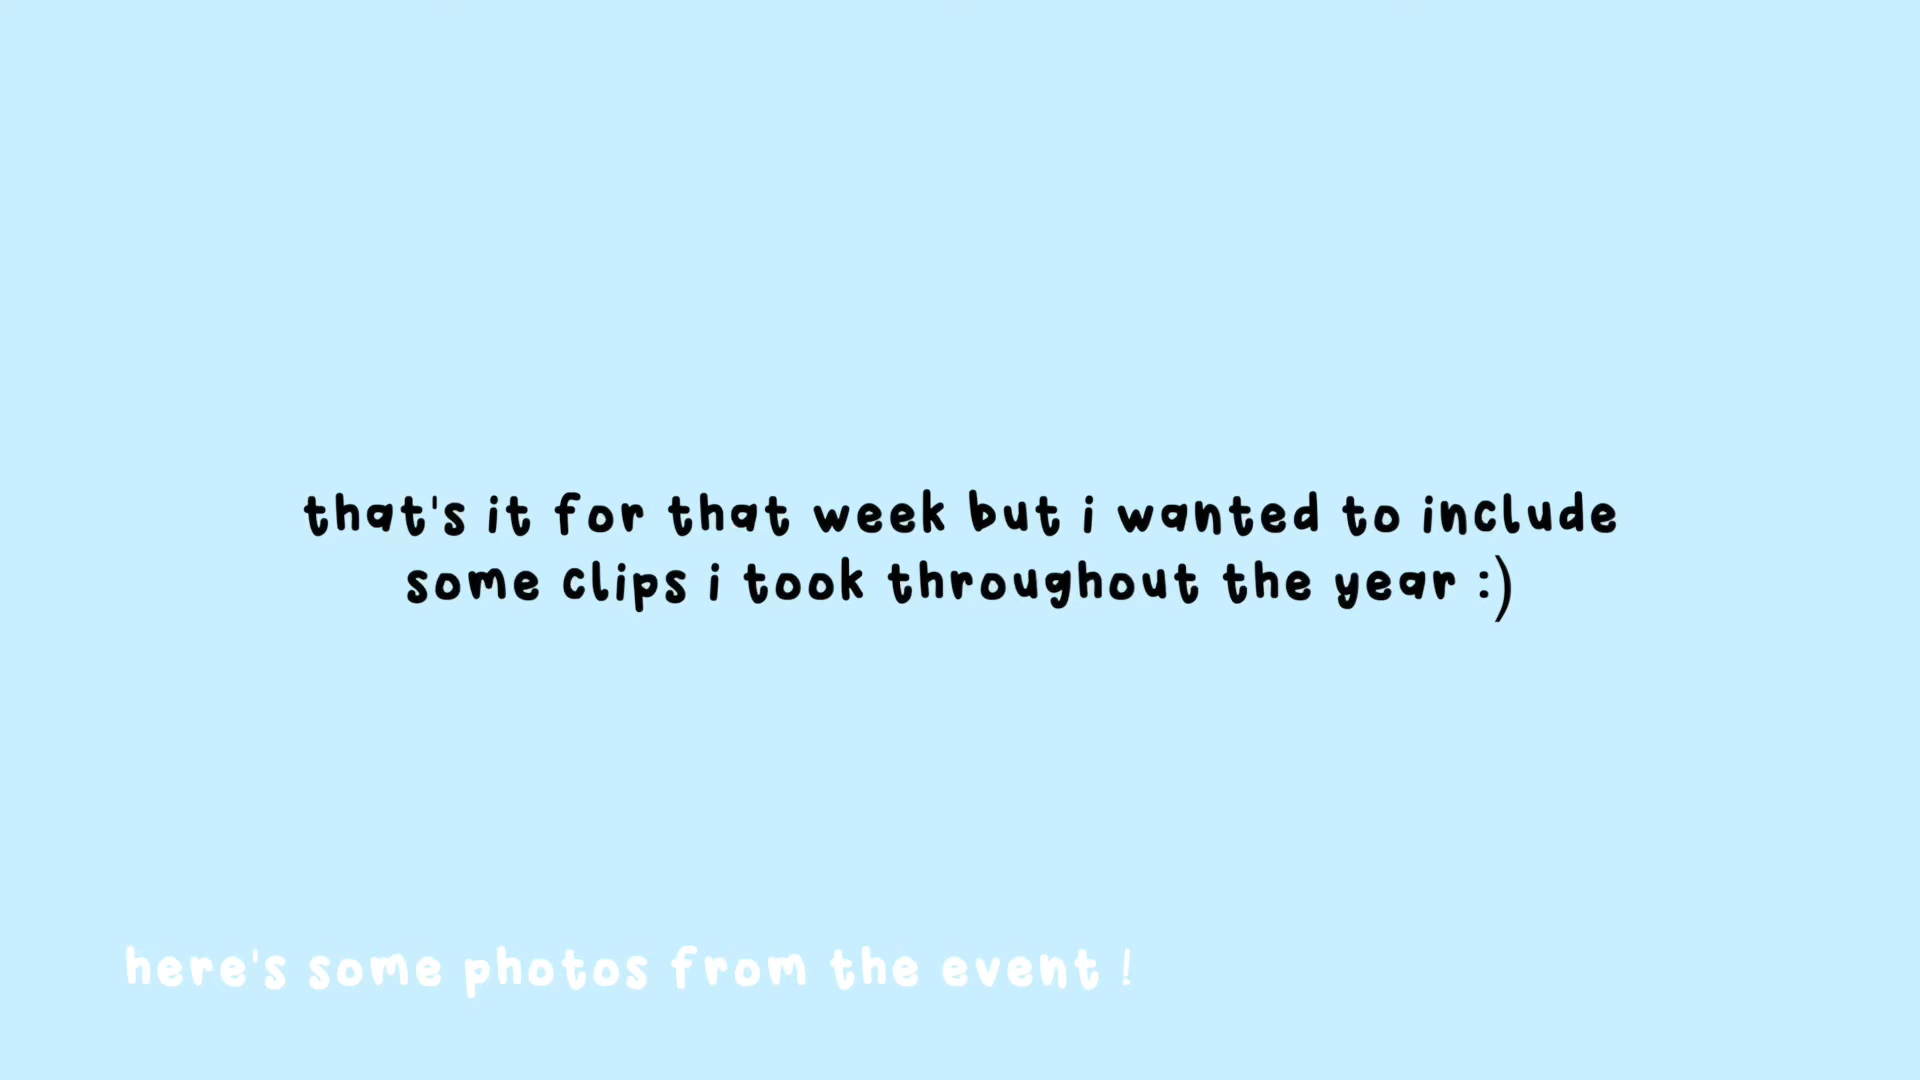 that's it for that week but i wanted to include
some clips i took throughout the year :)
here's some photos from the event !